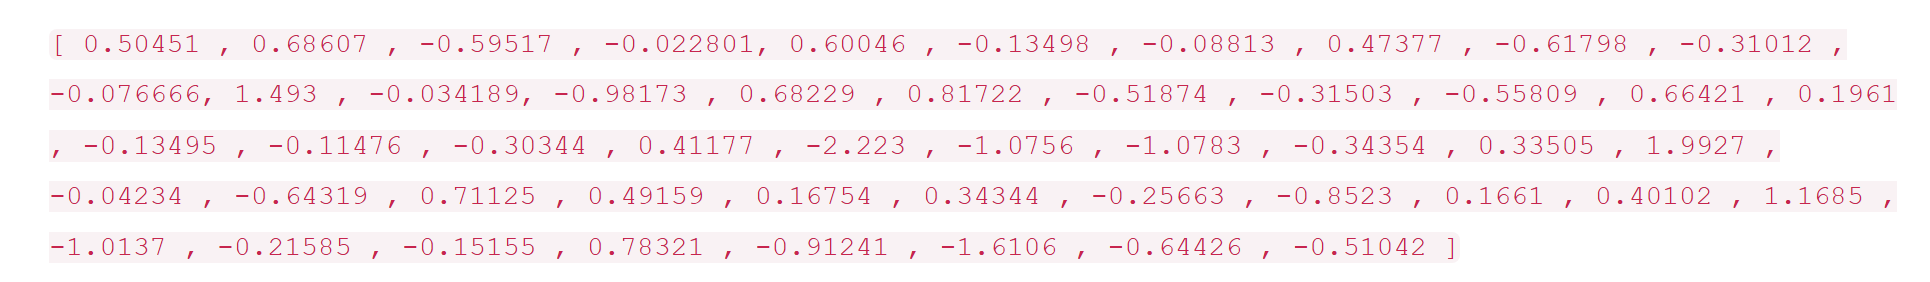 [ 0.50451 , 0.68607 , -0.59517 , -0.022801, 0.60046 , -0.13498 , -0.08813 , 0.47377 , -0.61798 , -0.31012 ,
-0.076666, 1.493 , -0.034189, -0.98173 , 0.68229 , 0.81722 , -0.51874 , -0.31503 , -0.55809 , 0.66421 , 0.1961
, -0.13495 , -0.11476 , -0.30344 , 0.41177 , -2.223 , -1.0756 , -1.0783 , -0.34354 , 0.33505 , 1.9927 ,
-0.04234 , -0.64319 , 0.71125 , 0.49159 , 0.16754 , 0.34344 , -0.25663 , -0.8523 , 0.1661 , 0.40102 , 1.1685 ,
-1.0137 , -0.21585 , -0.15155 , 0.78321 , -0.91241 , -1.6106 , -0.64426 , -0.51042 ]